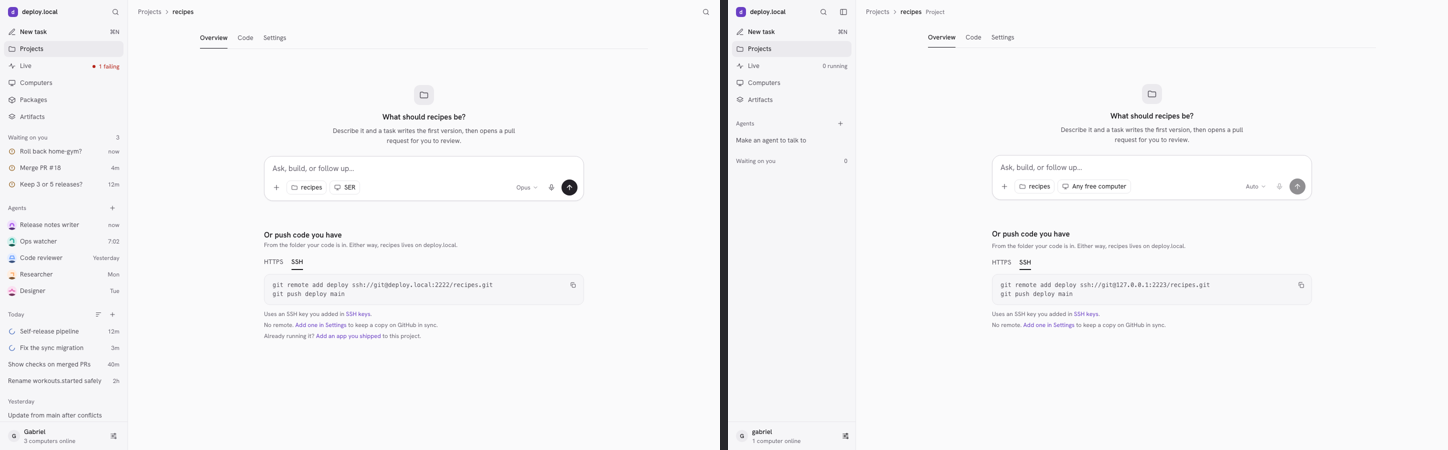 deploy.local
New task ⌘N
Projects
Live 1 failing
Computers
Packages
Artifacts
Waiting on you 3
Roll back home-gym? now
Merge PR #18 4m
Keep 3 or 5 releases? 12m
Agents
Release notes writer now
Ops watcher 7:02
Code reviewer Yesterday
Researcher Mon
Designer Tue
Today
Self-release pipeline 12m
Fix the sync migration 3m
Show checks on merged PRs 40m
Rename workouts.started safely 2h
Yesterday
Update from main after conflicts
G Gabriel
3 computers online
Projects > recipes
Overview Code Settings
What should recipes be?
Describe it and a task writes the first version, then opens a pull
request for you to review.
Ask, build, or follow up...
recipes SER Opus
Or push code you have
From the folder your code is in. Either way, recipes lives on deploy.local.
HTTPS SSH
git remote add deploy ssh://git@deploy.local:2222/recipes.git
git push deploy main
Uses an SSH key you added in SSH keys.
No remote. Add one in Settings to keep a copy on GitHub in sync.
Already running it? Add an app you shipped to this project.
deploy.local
New task ⌘N
Projects
Live 0 running
Computers
Artifacts
Agents
Make an agent to talk to
Waiting on you 0
G gabriel
1 computer online
Projects > recipes Project
Overview Code Settings
What should recipes be?
Describe it and a task writes the first version, then opens a pull
request for you to review.
Ask, build, or follow up...
recipes Any free computer Auto
Or push code you have
From the folder your code is in. Either way, recipes lives on deploy.local.
HTTPS SSH
git remote add deploy ssh://git@127.0.0.1:2223/recipes.git
git push deploy main
Uses an SSH key you added in SSH keys.
No remote. Add one in Settings to keep a copy on GitHub in sync.